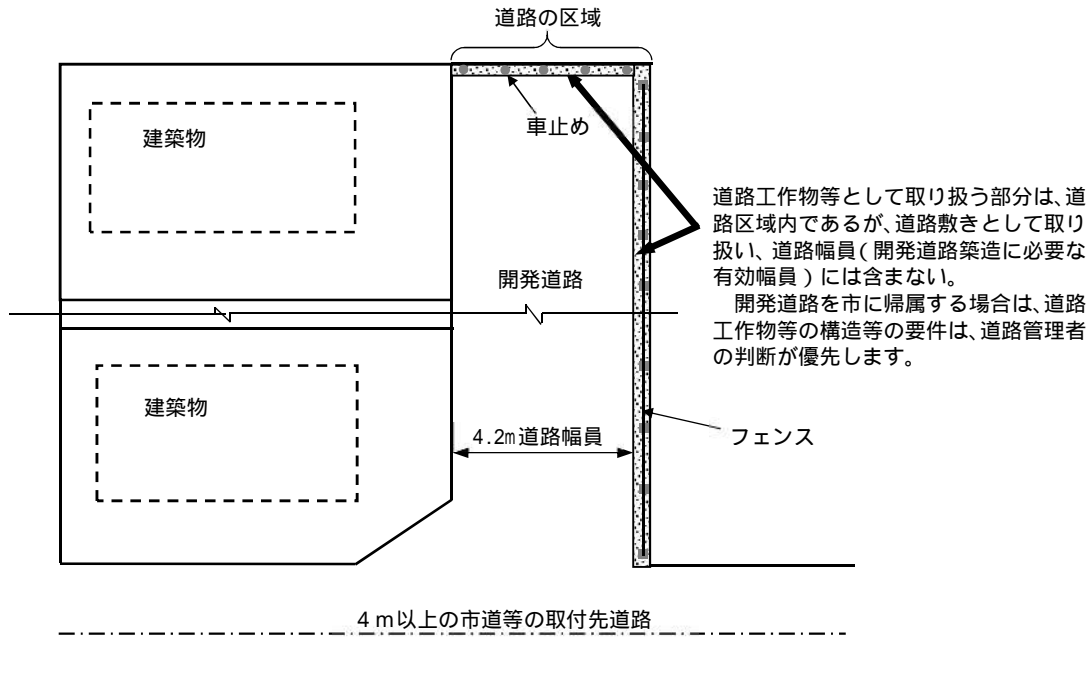 道路の区域
建築物
車止め
道路工作物等として取り扱う部分は、道
路区域内であるが、道路敷きとして取り
扱い、道路幅員(開発道路築造に必要な
有効幅員)には含まない。
　開発道路を市に帰属する場合は、道路
工作物等の構造等の要件は、道路管理者
の判断が優先します。
開発道路
建築物
4.2m道路幅員
フェンス
4m以上の市道等の取付先道路